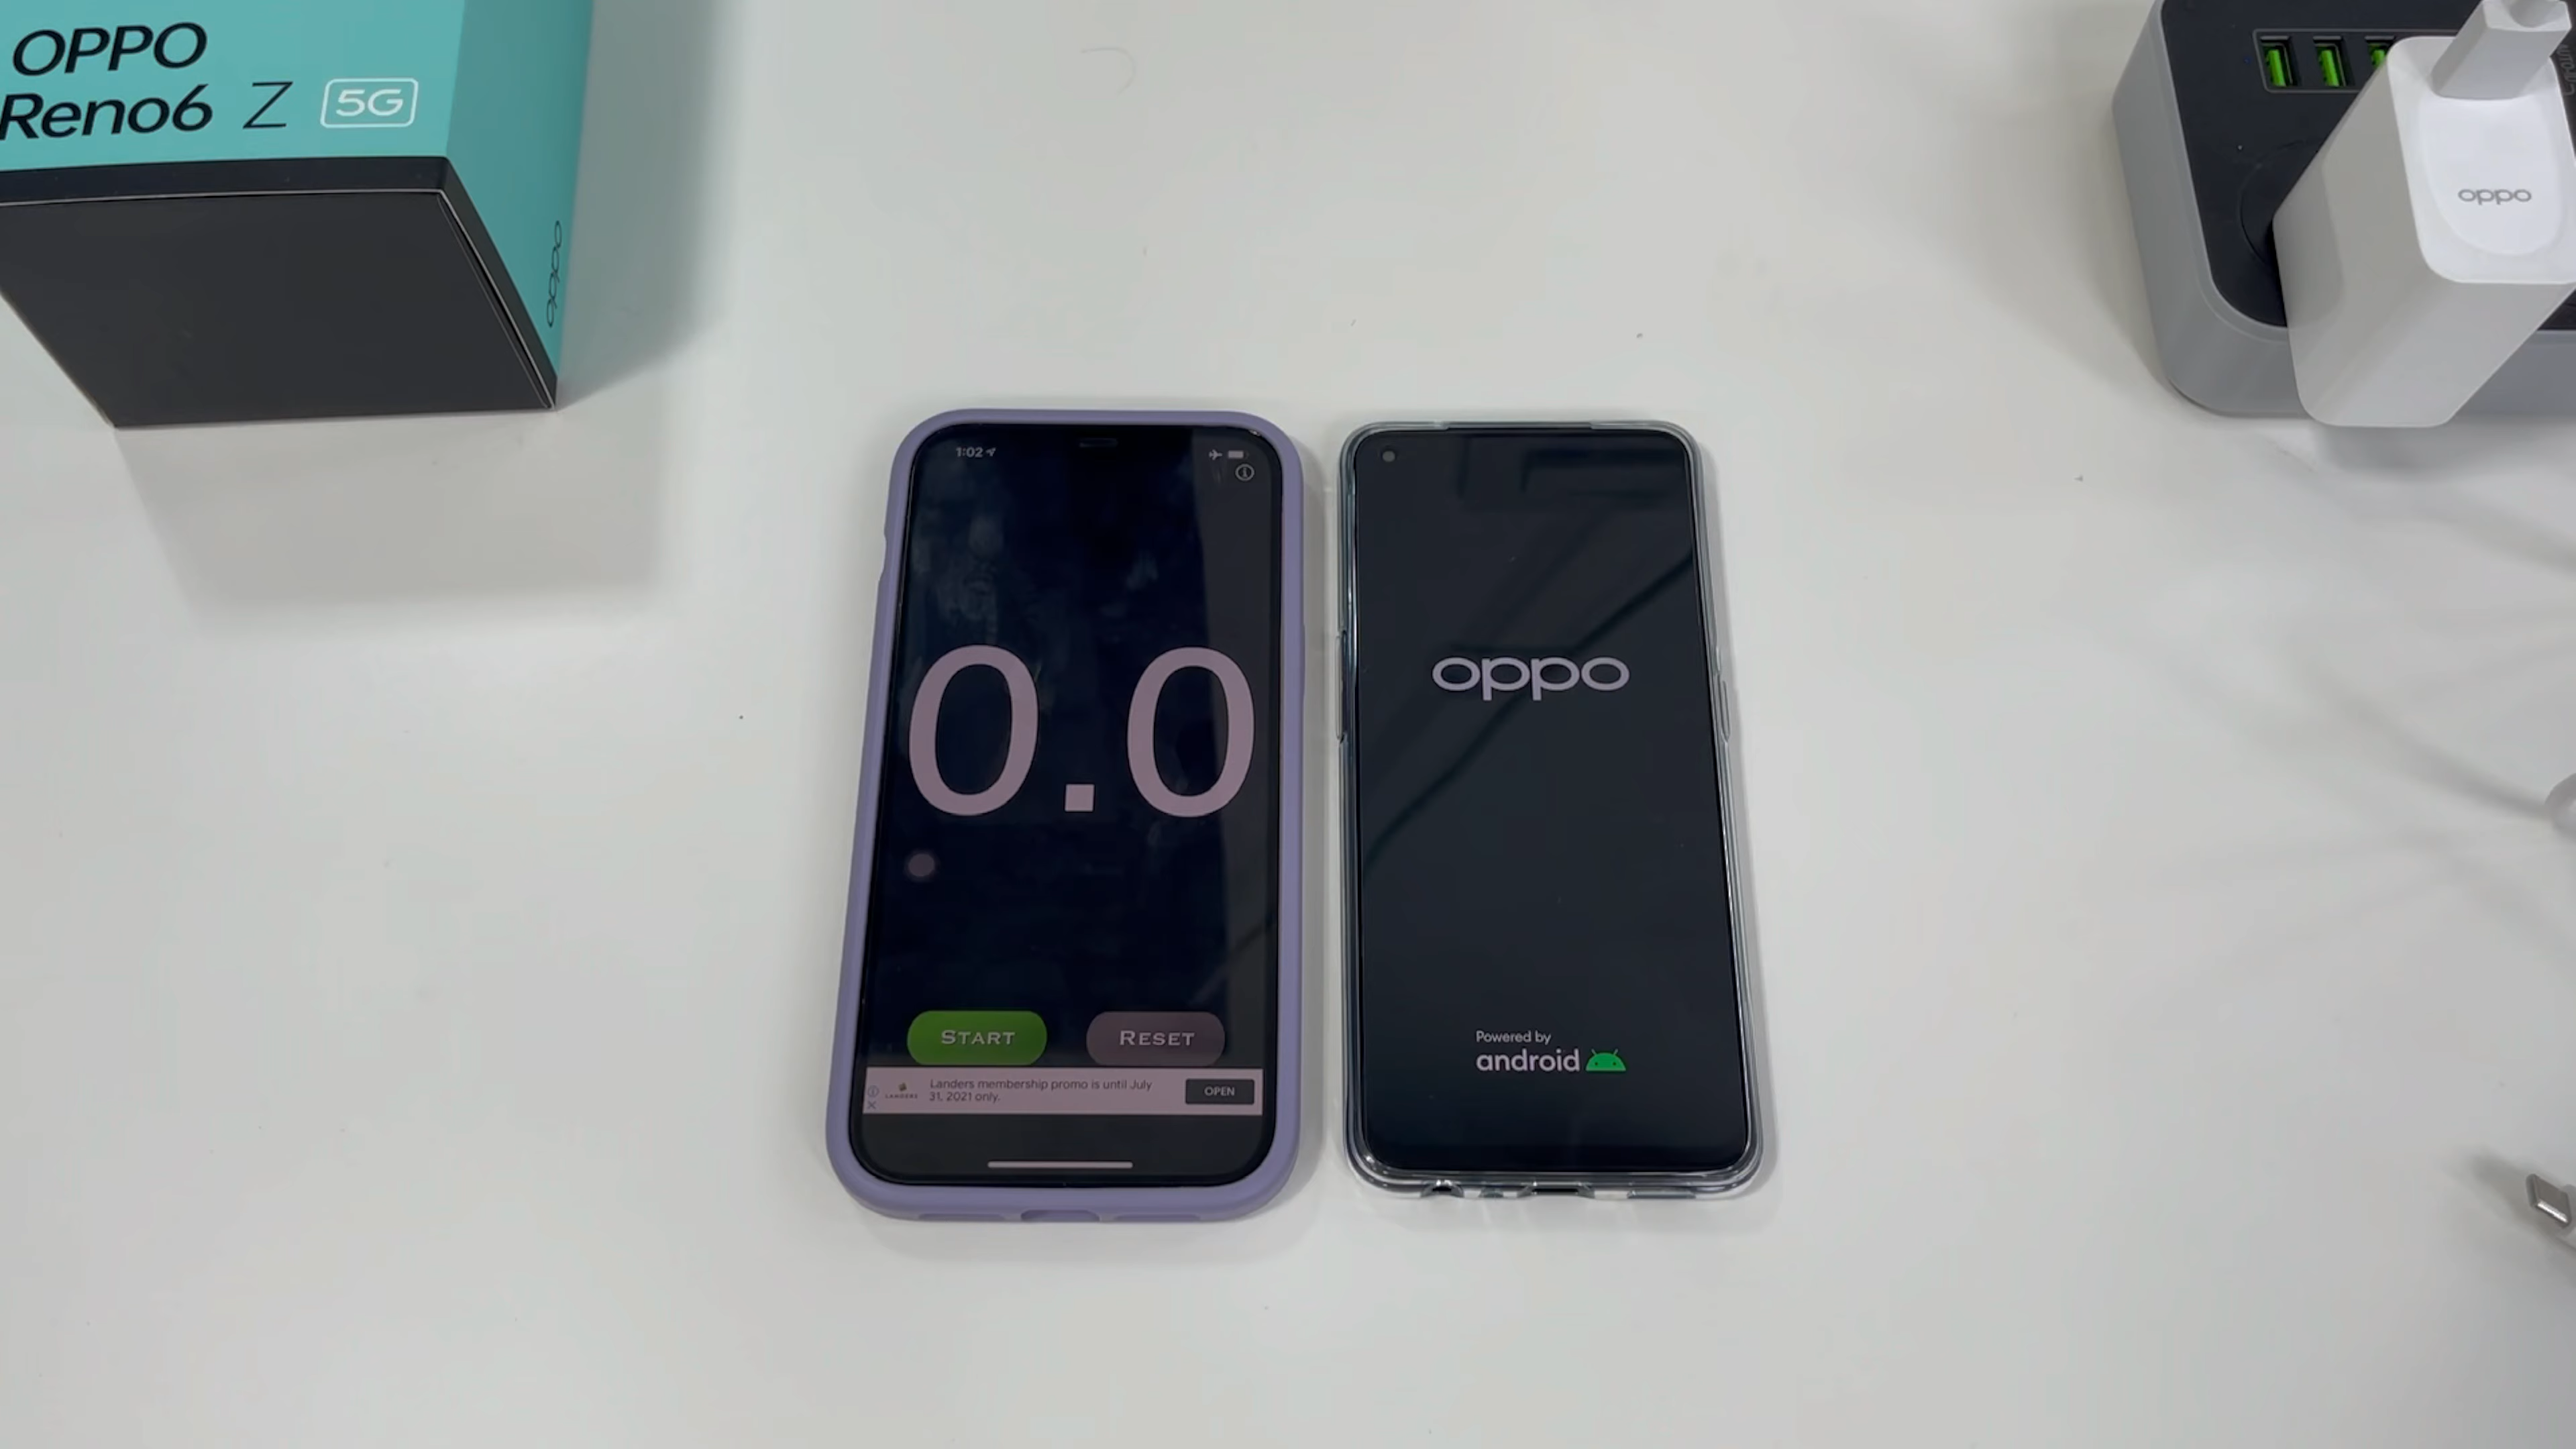 OPPO
Reno6 Z 5G
oppo
oppo
1:02
0.0
START
RESET
Landers membership promo is until July
31, 2021 only.
LANDERS
OPEN
oppo
Powered by
android